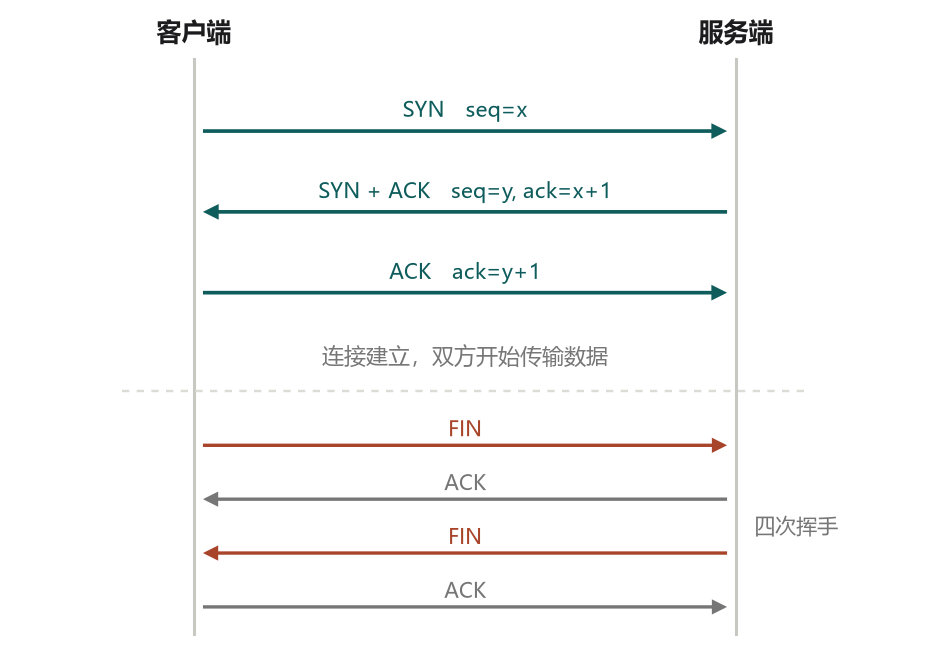 客户端 服务端
SYN seq=x
SYN + ACK seq=y, ack=x+1
ACK ack=y+1
连接建立，双方开始传输数据
FIN
ACK
四次挥手
FIN
ACK